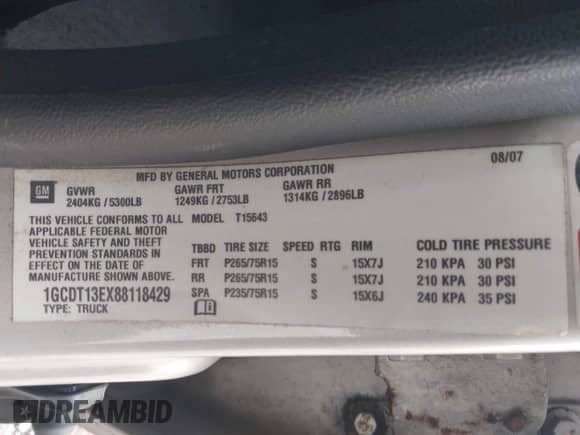 MFD BY GENERAL MOTORS CORPORATION 08/07
GM GVWR GAWR FRT GAWR RR
2404KG / 5300LB 1249KG / 2753LB 1314KG / 2896LB
THIS VEHICLE CONFORMS TO ALL MODEL T15643
APPLICABLE FEDERAL MOTOR
VEHICLE SAFETY AND THEFT
PREVENTION STANDARDS IN
EFFECT ON THE DATE OF
MANUFACTURE SHOWN ABOVE.
1GCDT13EX88118429
TYPE: TRUCK
TBBD TIRE SIZE SPEED RTG RIM COLD TIRE PRESSURE
FRT P265/75R15 S 15X7J 210 KPA 30 PSI
RR P265/75R15 S 15X7J 210 KPA 30 PSI
SPA P235/75R15 S 15X6J 240 KPA 35 PSI
DREAMBID